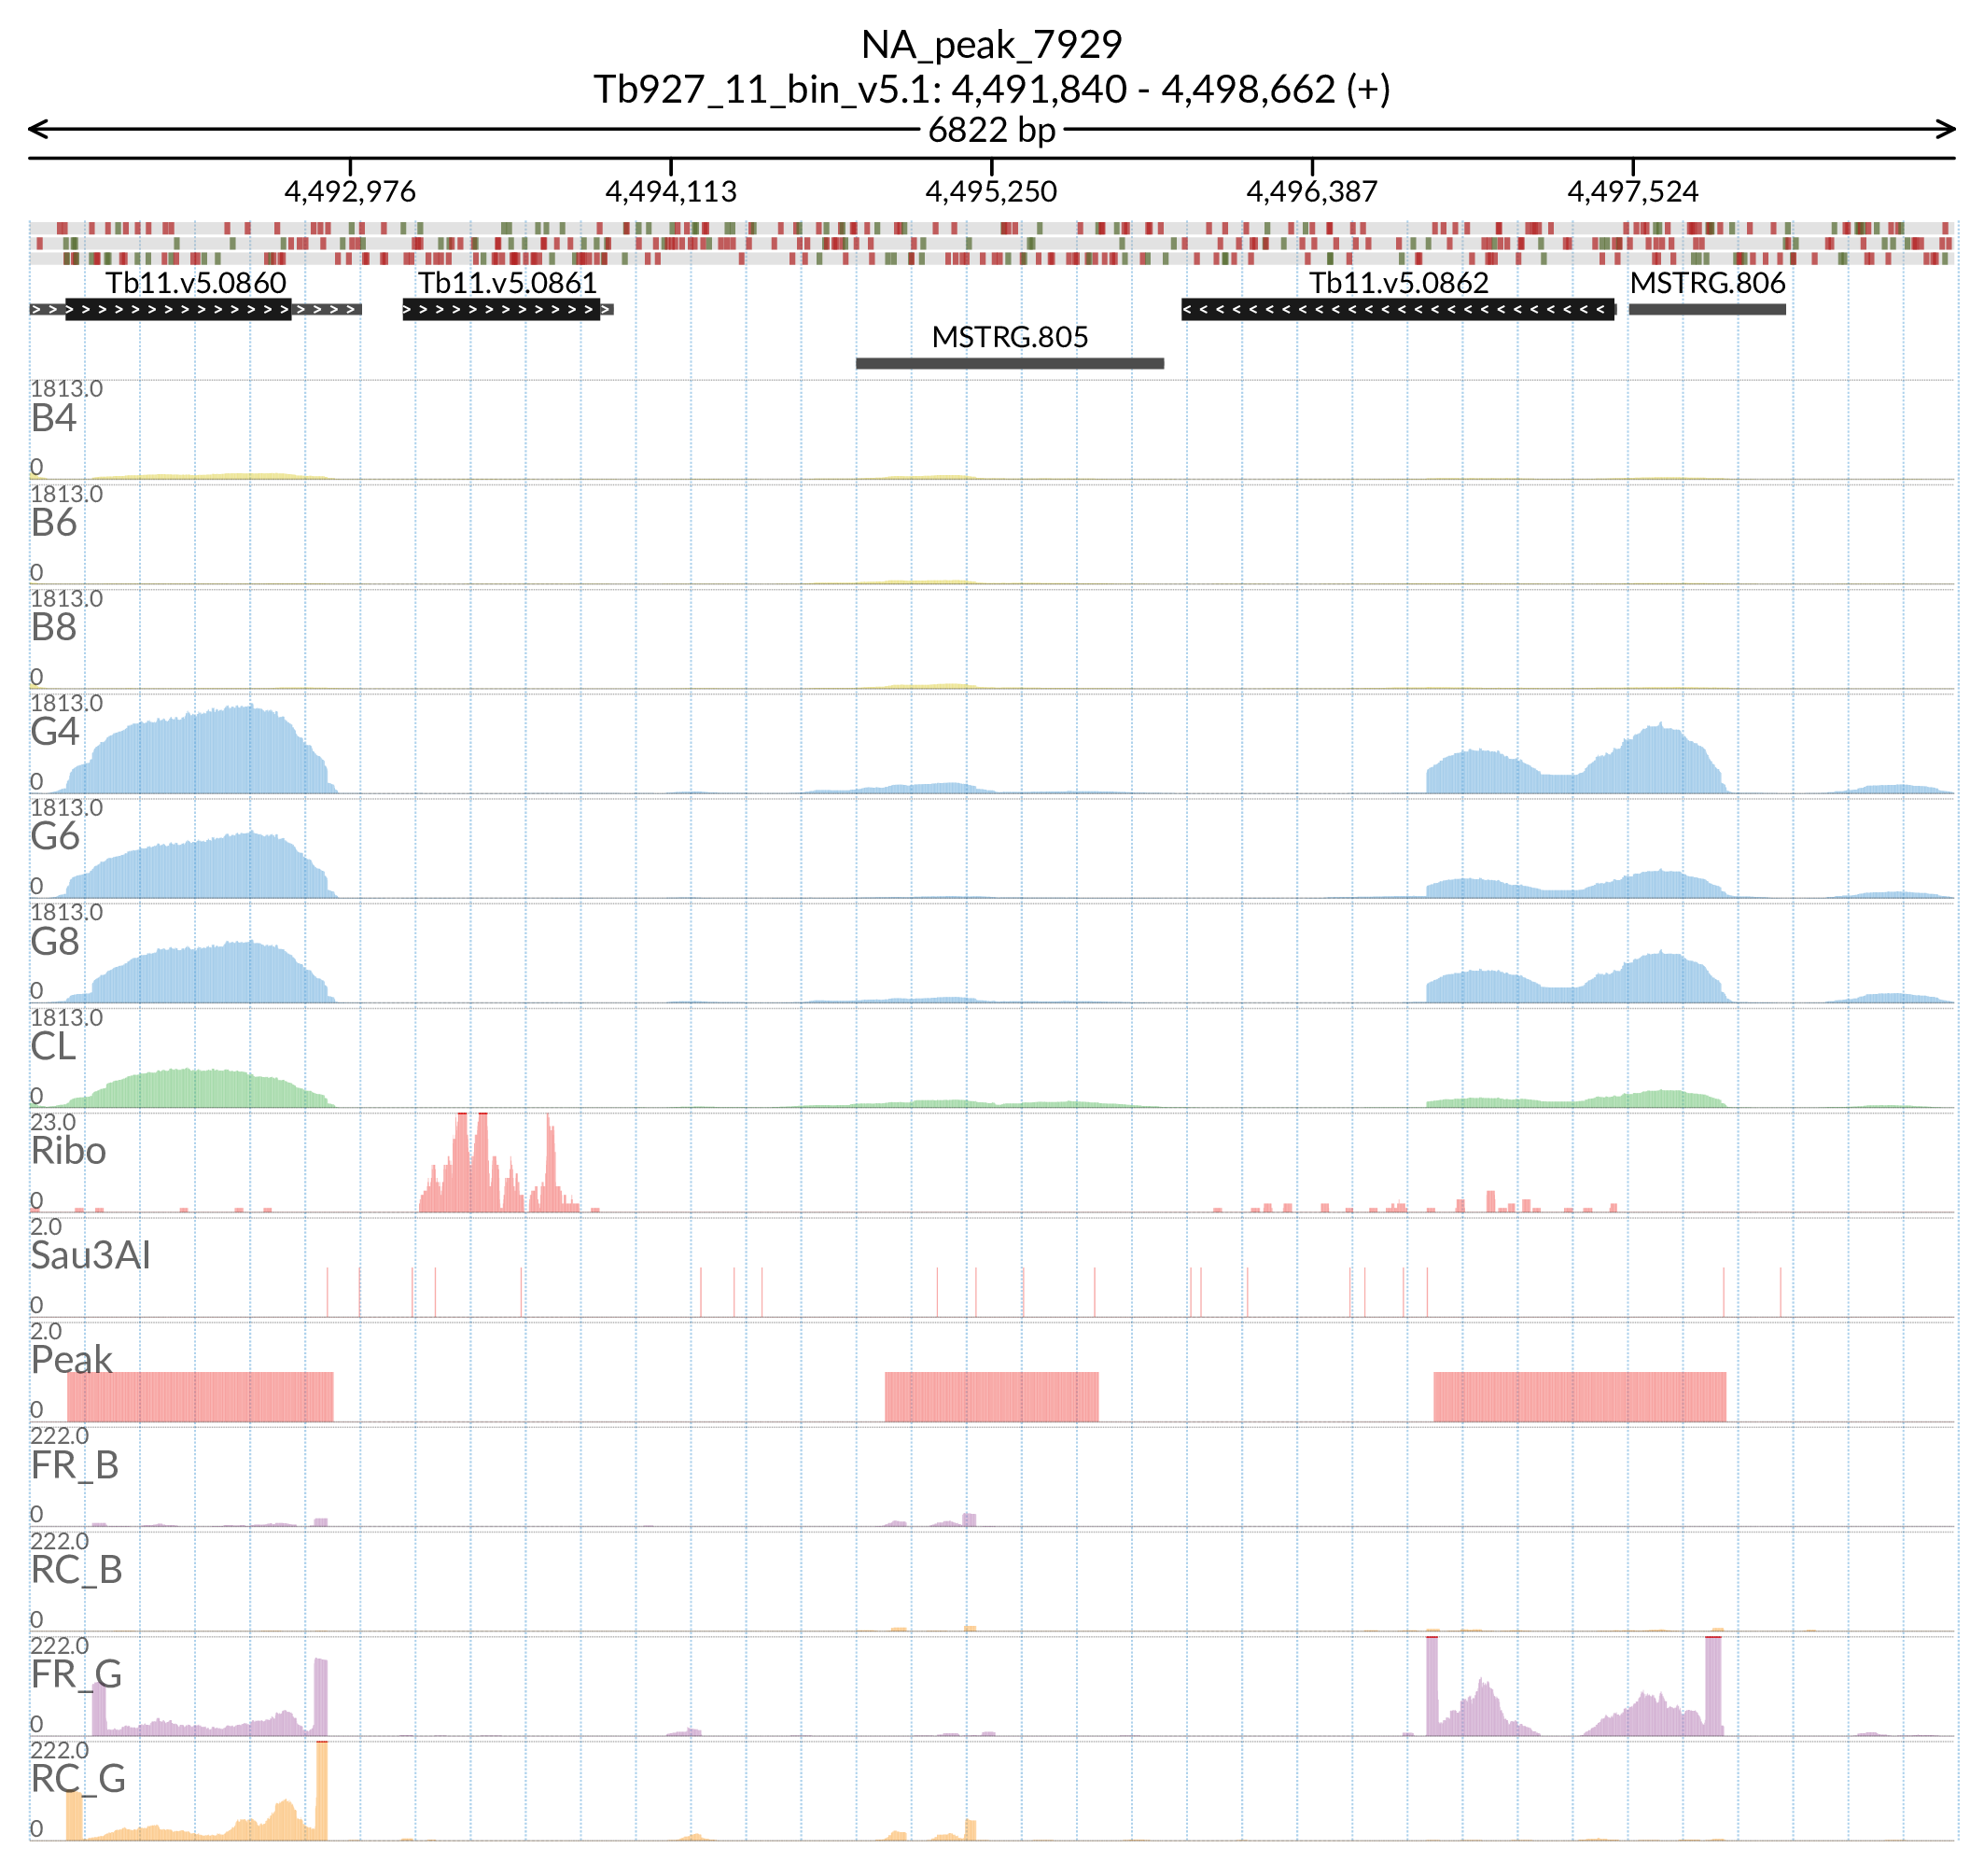 NA_peak_7929
Tb927_11_bin_v5.1: 4,491,840 - 4,498,662 (+)
6822 bp
4,492,976 4,494,113 4,495,250 4,496,387 4,497,524
Tb11.v5.0860 Tb11.v5.0861 Tb11.v5.0862 MSTRG.806
MSTRG.805
1813.0
B4
0
1813.0
B6
0
1813.0
B8
0
1813.0
G4
0
1813.0
G6
0
1813.0
G8
0
1813.0
CL
0
23.0
Ribo
0
2.0
Sau3AI
0
2.0
Peak
0
222.0
FR_B
0
222.0
RC_B
0
222.0
FR_G
0
222.0
RC_G
0